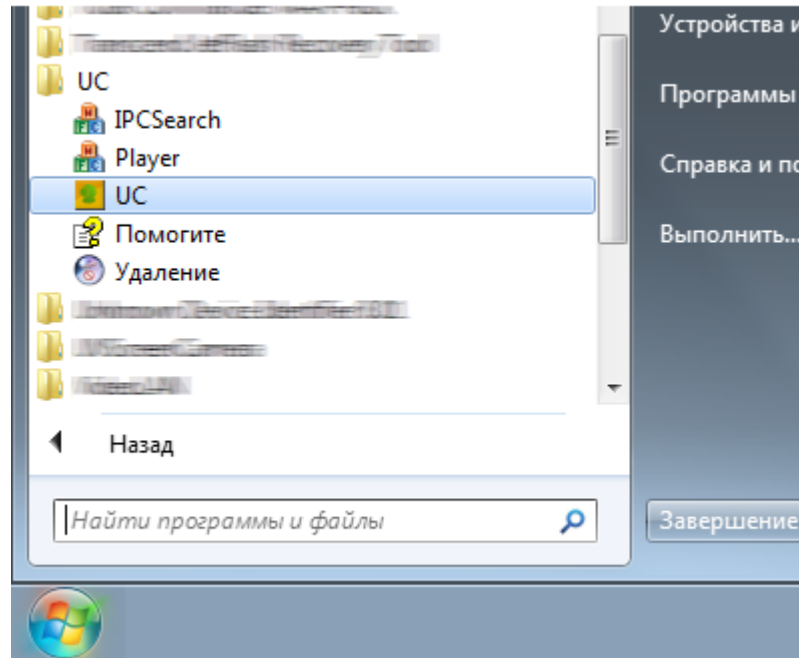 UC
IPCSearch
Player
UC
Помогите
Удаление
Назад
Найти программы и файлы
Устройства и
Программы
Справка и по
Выполнить...
Завершение